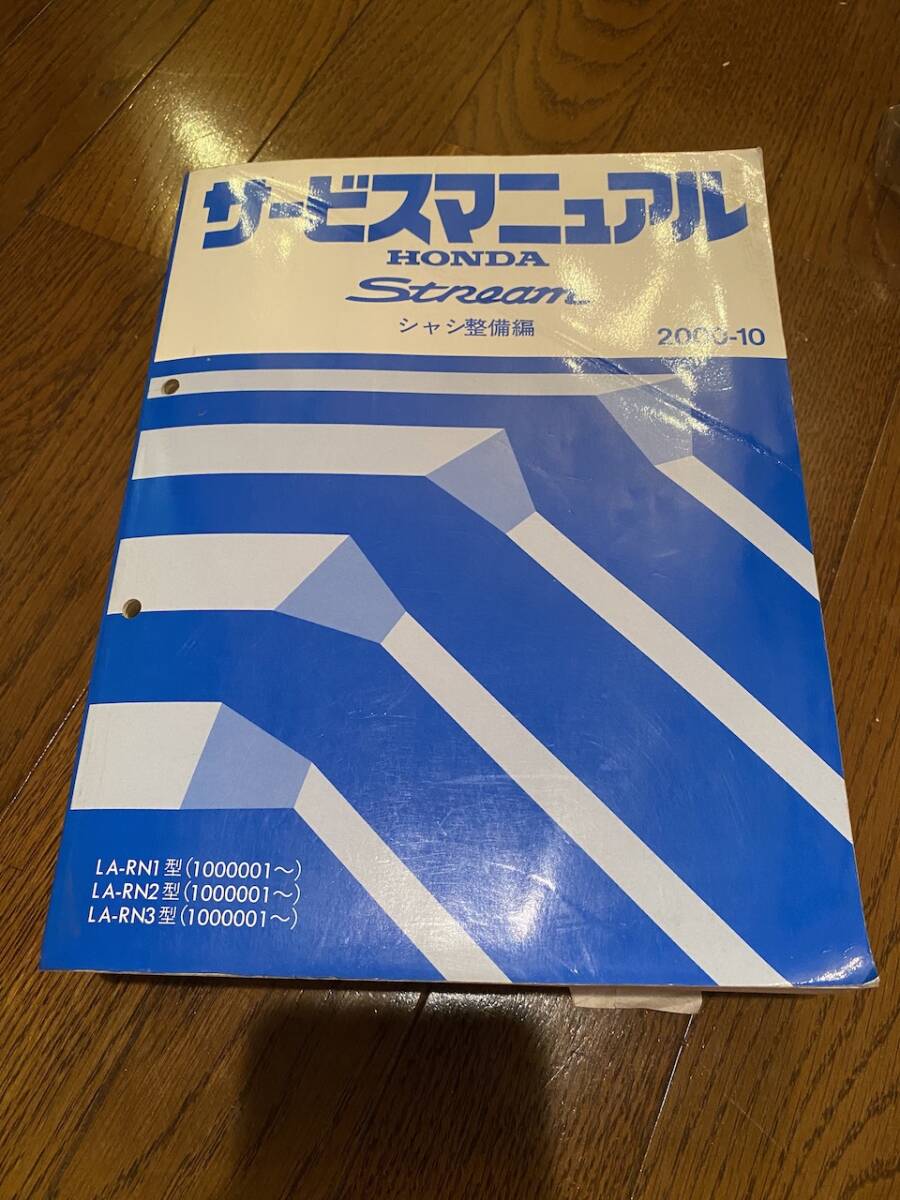 サービスマニュアル
HONDA
Stream
シャシ整備編
2000-10
LA-RN1型(1000001～)
LA-RN2型(1000001～)
LA-RN3型(1000001～)